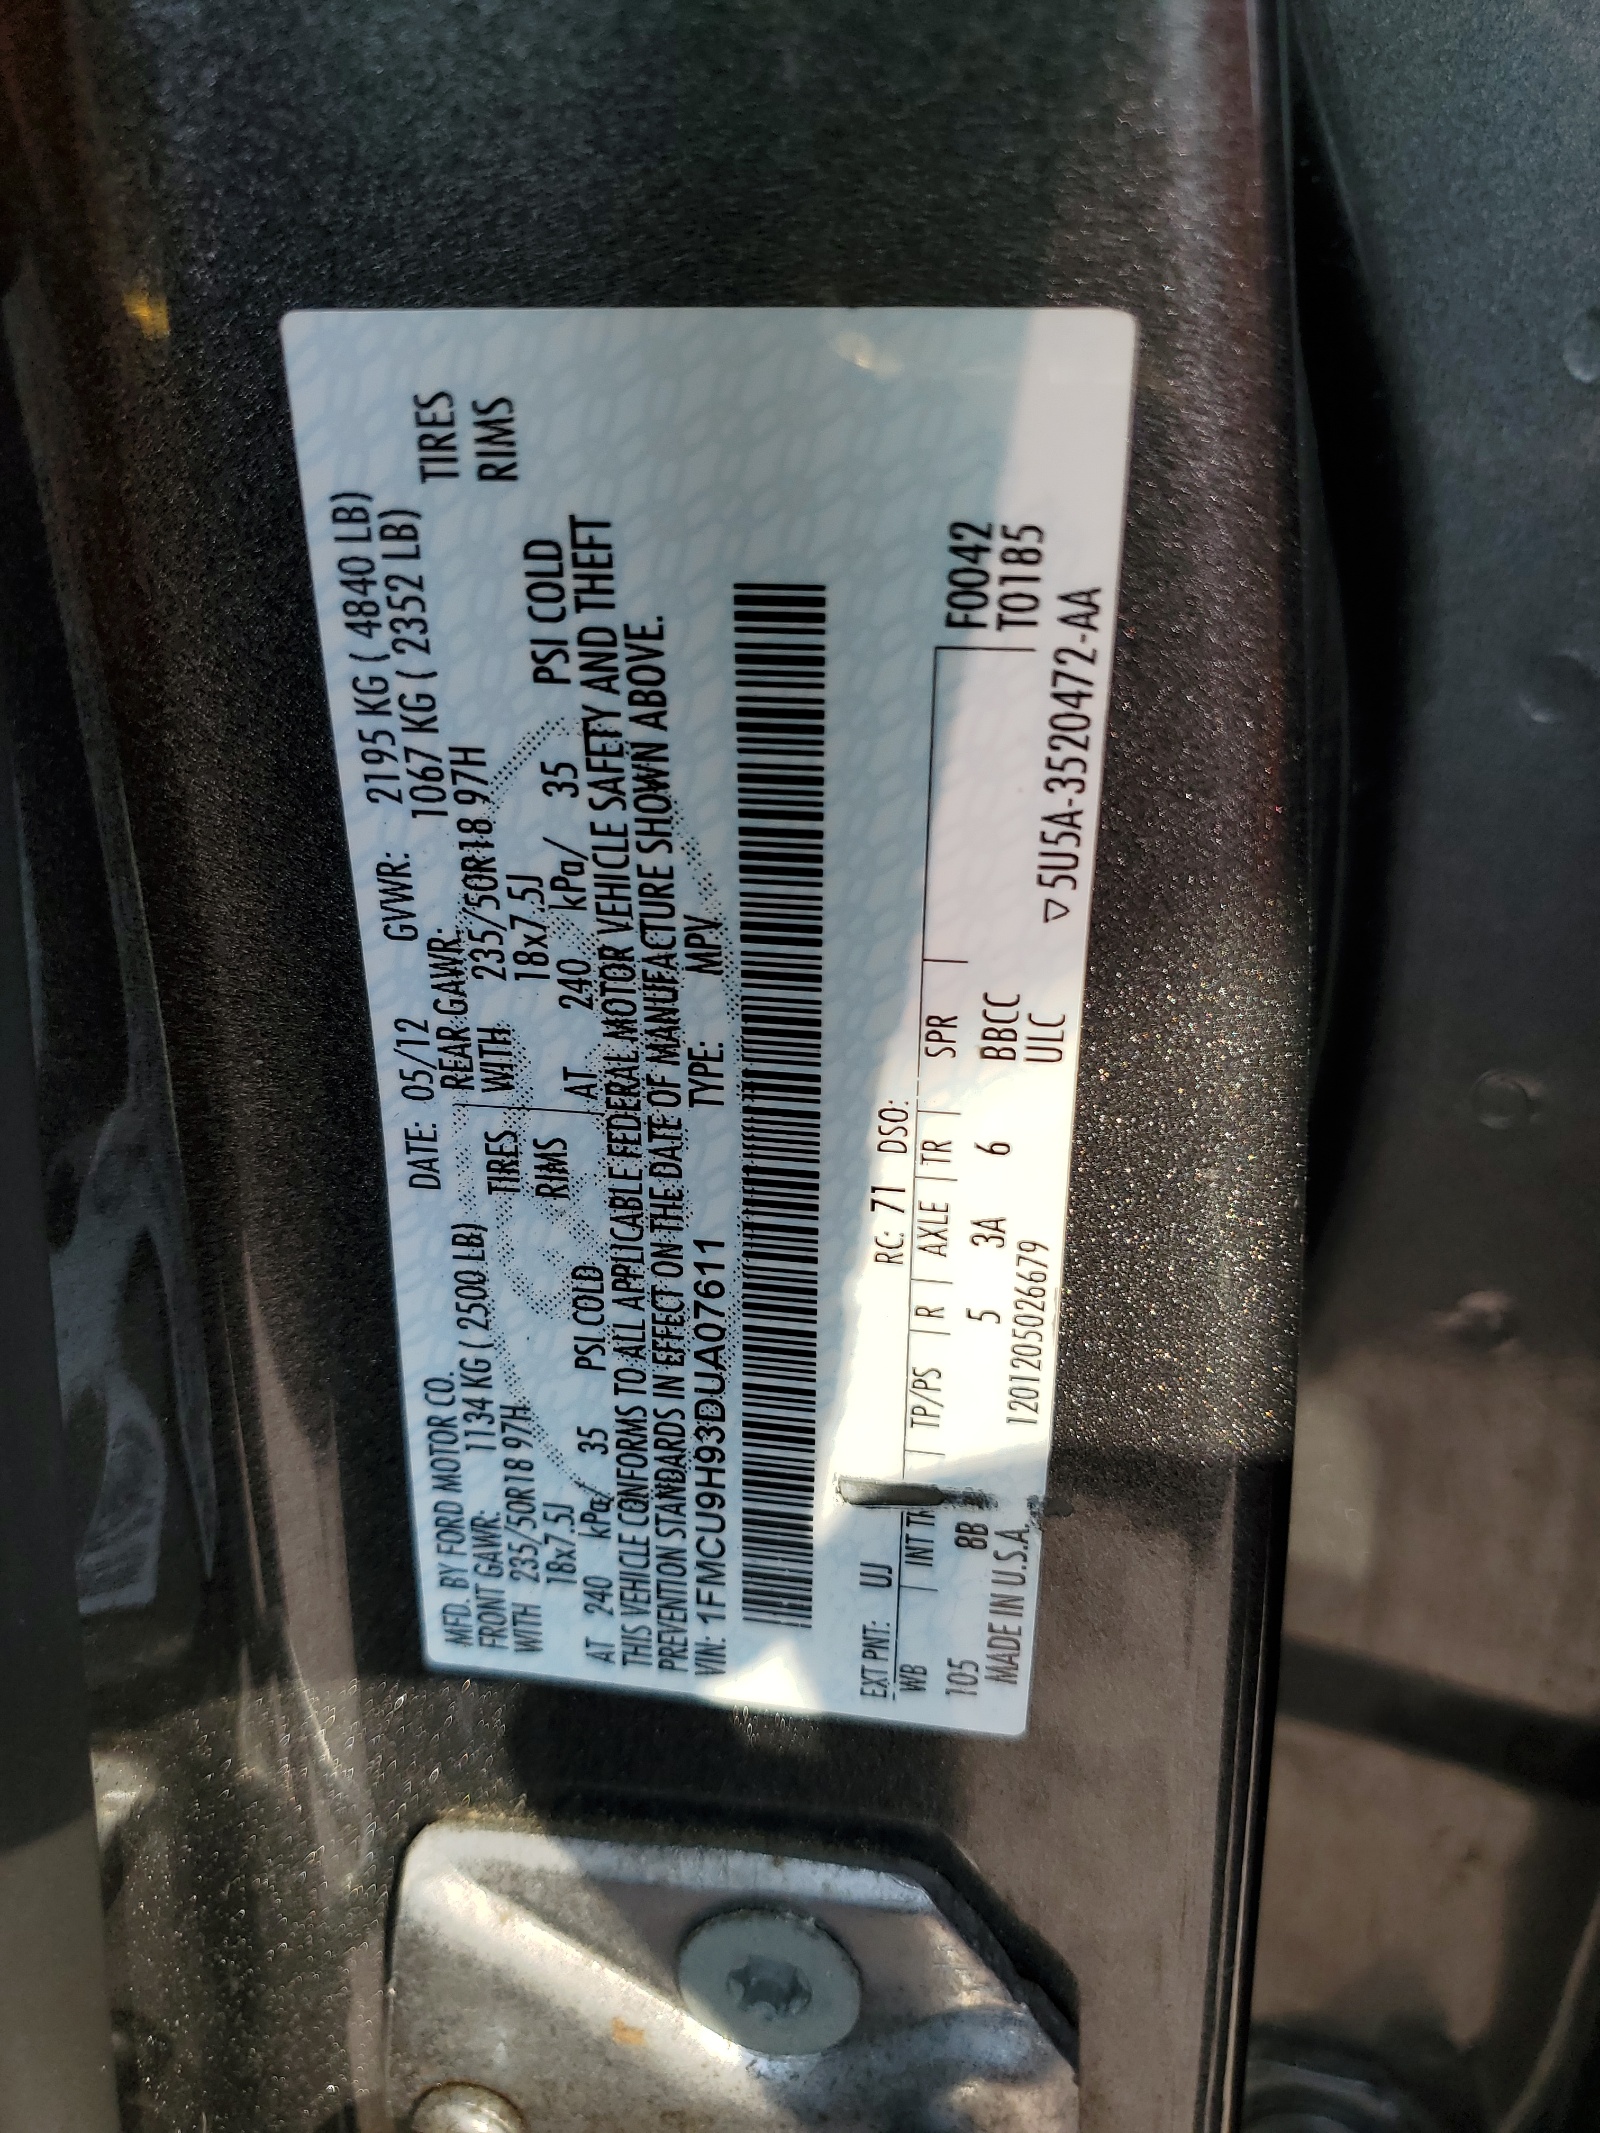 MFD. BY FORD MOTOR CO. DATE: 05/12 GVWR: 2195 KG ( 4840 LB)
FRONT GAWR: 1134 KG ( 2500 LB) REAR GAWR: 1067 KG ( 2352 LB)
WITH 235/50R18 97H TIRES WITH 235/50R18 97H TIRES
18x7.5J RIMS 18x7.5J RIMS
AT 240 kPa/ 35 PSI COLD AT 240 kPa/ 35 PSI COLD
THIS VEHICLE CONFORMS TO ALL APPLICABLE FEDERAL MOTOR VEHICLE SAFETY AND THEFT
PREVENTION STANDARDS IN EFFECT ON THE DATE OF MANUFACTURE SHOWN ABOVE.
VIN: 1FMCU9H93DUA07611 TYPE: MPV
EXT PNT: UJ RC: 71 DSO:
WB INT TR TP/PS R AXLE TR SPR F0042
105 8B 5 3A 6 BBCC T01B5
MADE IN U.S.A. 1201205026679 ULC
▽5U5A-3520472-AA